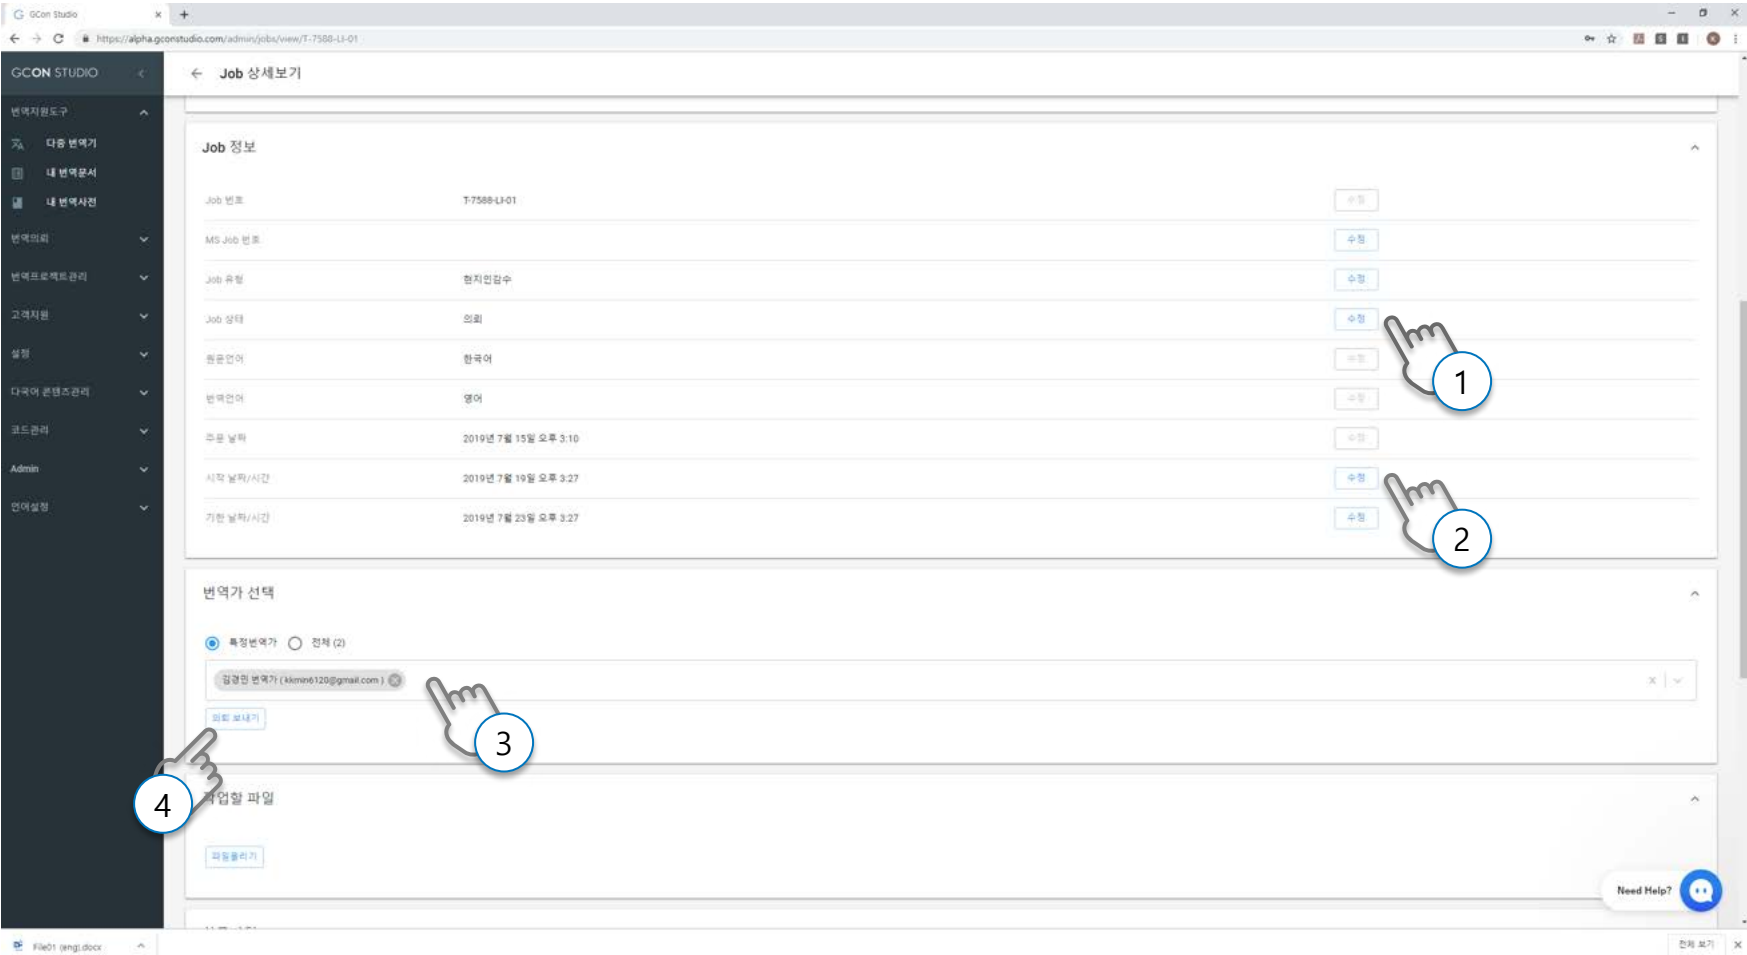 GCon Studio
https://alpha.gconstudio.com/admin/jobs/view/T-7588-LI-01
GCON STUDIO
Job 상세보기
번역지원도구
다중 번역기
내 번역문서
내 번역사전
번역의뢰
번역프로젝트관리
고객지원
설정
다국어 콘텐츠관리
코드관리
Admin
언어설정
Job 정보
Job 번호 T-7588-LI-01 수정
MS Job 번호 수정
Job 유형 현지인감수 수정
Job 상태 의뢰 수정
원문언어 한국어 수정
번역언어 영어 수정
주문 날짜 2019년 7월 15일 오후 3:10 수정
시작 날짜/시간 2019년 7월 19일 오후 3:27 수정
기한 날짜/시간 2019년 7월 23일 오후 3:27 수정
1
2
번역가 선택
특정번역가 전체 (2)
김경민 번역가 ( kkmin6120@gmail.com )
의뢰 보내기
3
4
작업할 파일
파일올리기
Need Help?
File01 (eng).docx
전체 보기